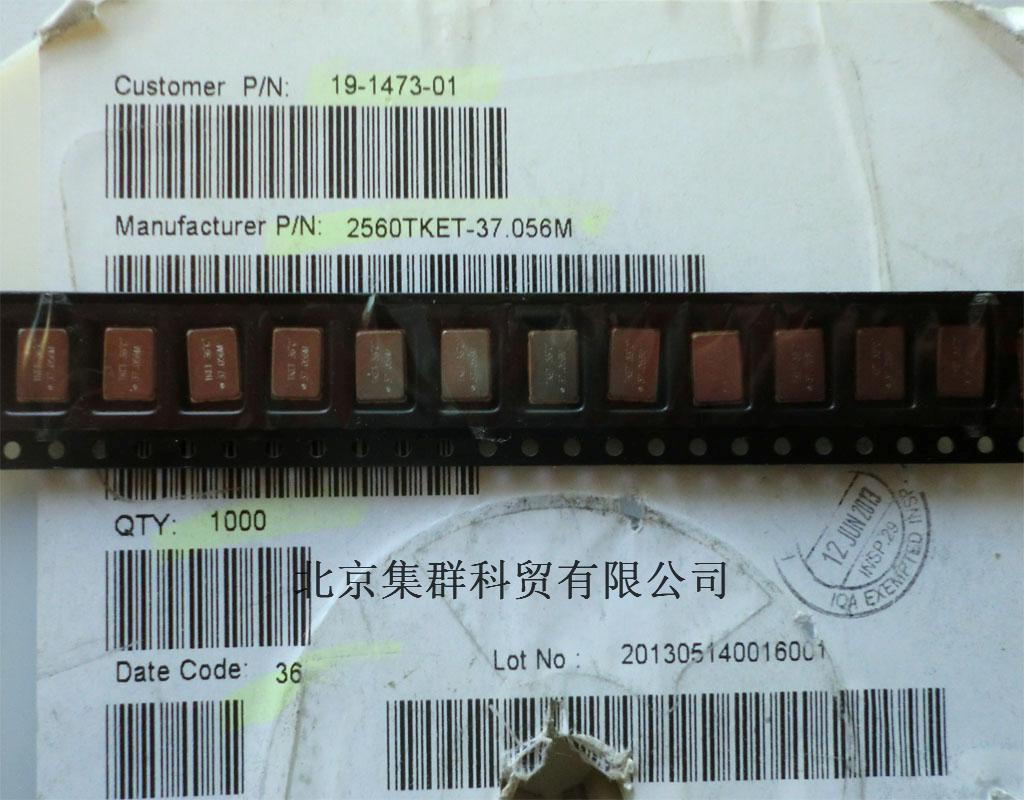 Customer P/N: 19-1473-01
Manufacturer P/N: 2560TKET-37.056M
QTY: 1000
12 JUN 2013
INSP 29
IQA EXEMPTED INSP.
北京集群科贸有限公司
Date Code: 36
Lot No : 201305140016001